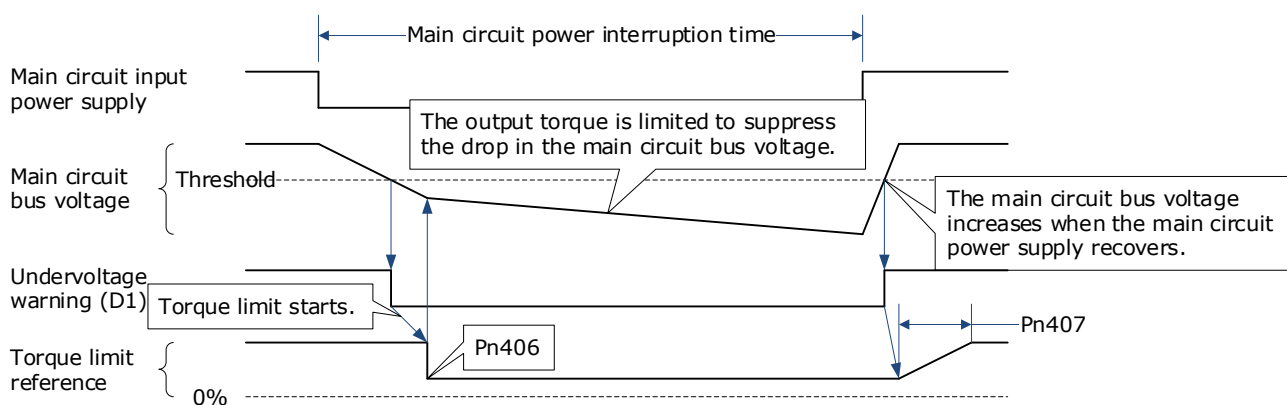 Main circuit power interruption time
Main circuit input
power supply
The output torque is limited to suppress
the drop in the main circuit bus voltage.
Main circuit
bus voltage
Threshold
The main circuit bus voltage
increases when the main circuit
power supply recovers.
Undervoltage
warning (D1)
Torque limit starts.
Pn407
Pn406
Torque limit
reference
0%